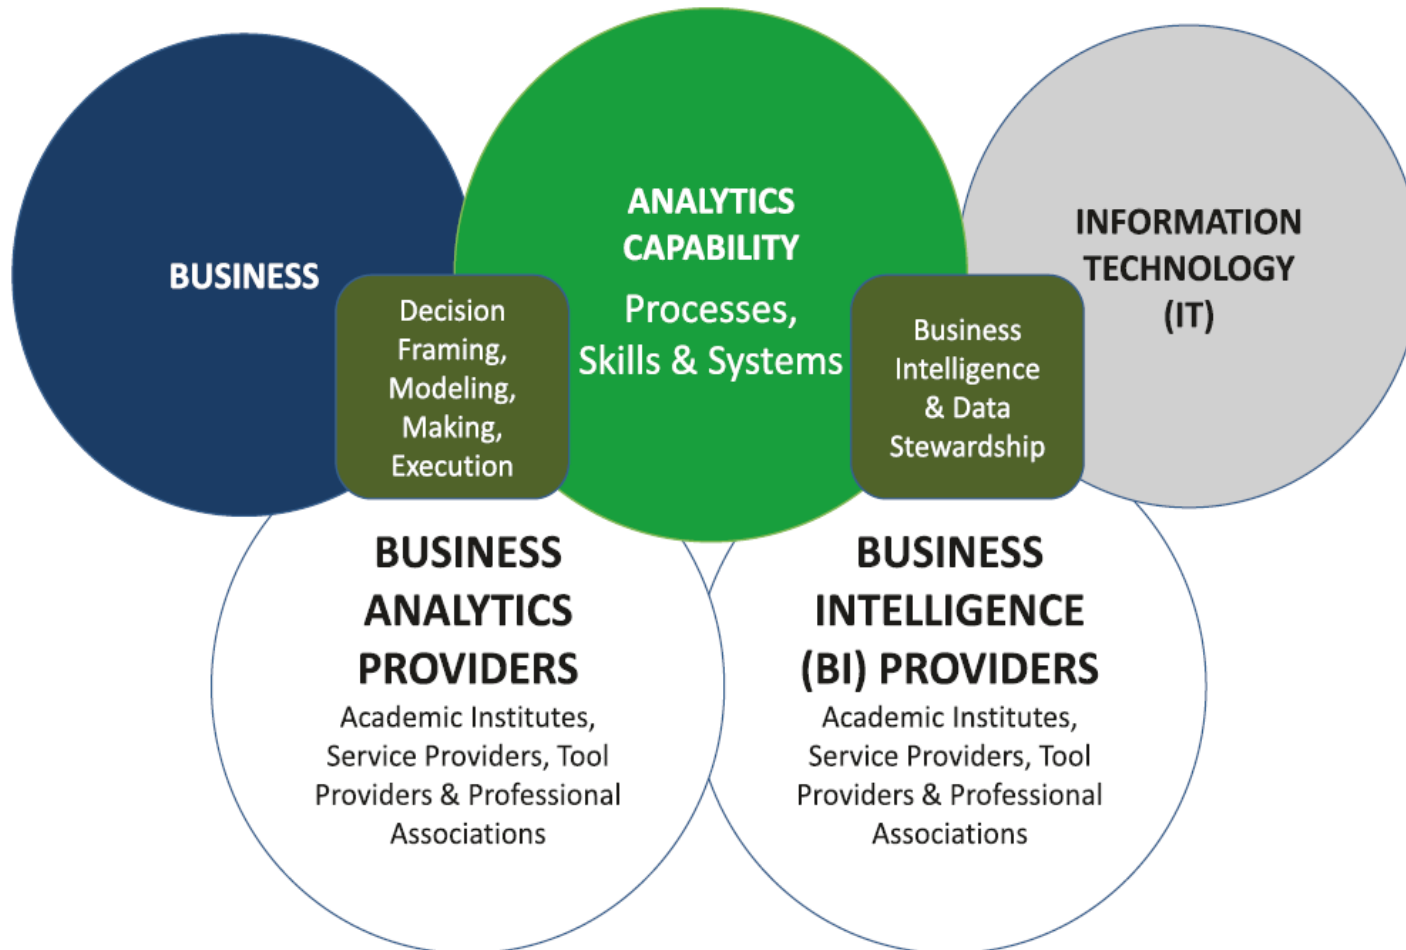 BUSINESS
Decision
Framing,
Modeling,
Making,
Execution
ANALYTICS
CAPABILITY
Processes,
Skills & Systems
Business
Intelligence
& Data
Stewardship
INFORMATION
TECHNOLOGY
(IT)
BUSINESS
ANALYTICS
PROVIDERS
Academic Institutes,
Service Providers, Tool
Providers & Professional
Associations
BUSINESS
INTELLIGENCE
(BI) PROVIDERS
Academic Institutes,
Service Providers, Tool
Providers & Professional
Associations